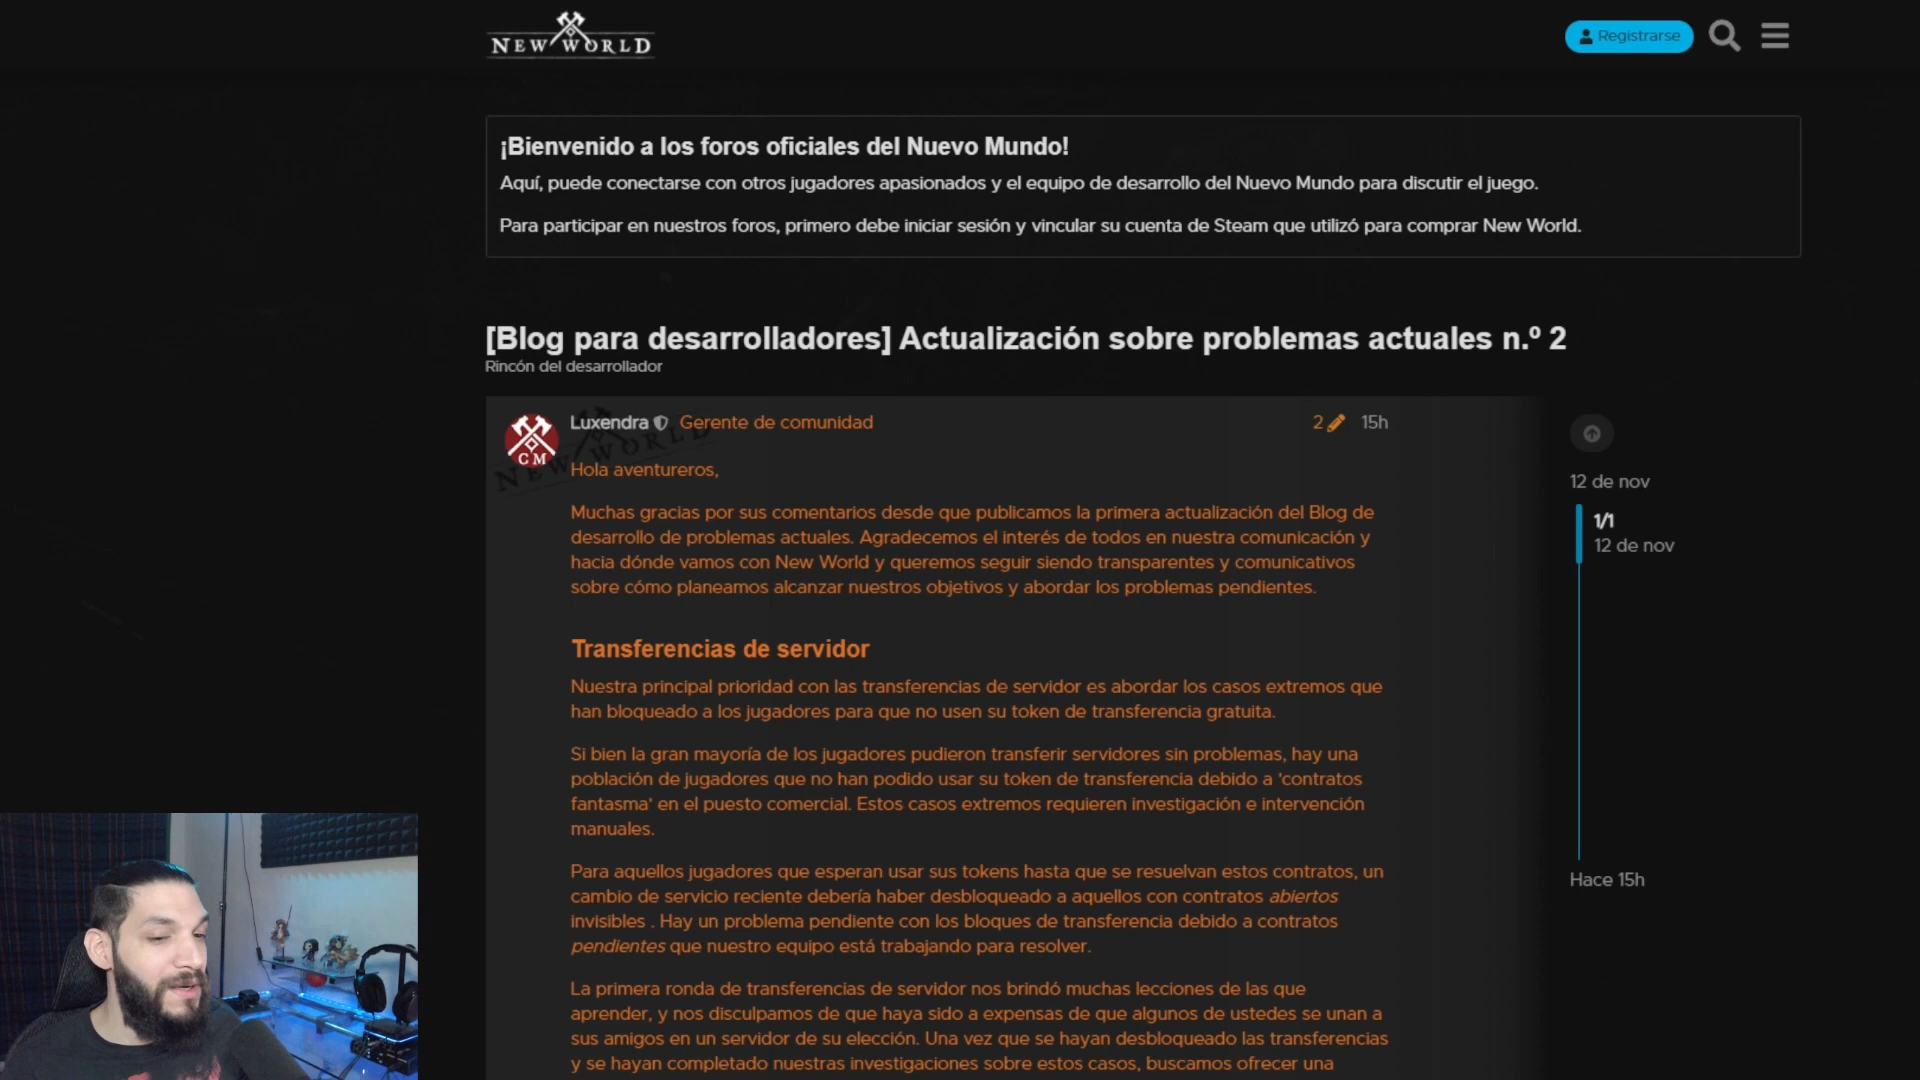 NEW WORLD
Registrarse
¡Bienvenido a los foros oficiales del Nuevo Mundo!
Aquí, puede conectarse con otros jugadores apasionados y el equipo de desarrollo del Nuevo Mundo para discutir el juego.
Para participar en nuestros foros, primero debe iniciar sesión y vincular su cuenta de Steam que utilizó para comprar New World.
[Blog para desarrolladores] Actualización sobre problemas actuales n.º 2
Rincón del desarrollador
Luxendra Gerente de comunidad
2 15h
CM
NEW WORLD
Hola aventureros,
Muchas gracias por sus comentarios desde que publicamos la primera actualización del Blog de
desarrollo de problemas actuales. Agradecemos el interés de todos en nuestra comunicación y
hacia dónde vamos con New World y queremos seguir siendo transparentes y comunicativos
sobre cómo planeamos alcanzar nuestros objetivos y abordar los problemas pendientes.
Transferencias de servidor
Nuestra principal prioridad con las transferencias de servidor es abordar los casos extremos que
han bloqueado a los jugadores para que no usen su token de transferencia gratuita.
Si bien la gran mayoría de los jugadores pudieron transferir servidores sin problemas, hay una
población de jugadores que no han podido usar su token de transferencia debido a 'contratos
fantasma' en el puesto comercial. Estos casos extremos requieren investigación e intervención
manuales.
Para aquellos jugadores que esperan usar sus tokens hasta que se resuelvan estos contratos, un
cambio de servicio reciente debería haber desbloqueado a aquellos con contratos abiertos
invisibles . Hay un problema pendiente con los bloques de transferencia debido a contratos
pendientes que nuestro equipo está trabajando para resolver.
La primera ronda de transferencias de servidor nos brindó muchas lecciones de las que
aprender, y nos disculpamos de que haya sido a expensas de que algunos de ustedes se unan a
sus amigos en un servidor de su elección. Una vez que se hayan desbloqueado las transferencias
y se hayan completado nuestras investigaciones sobre estos casos, buscamos ofrecer una
12 de nov
1/1
12 de nov
Hace 15h